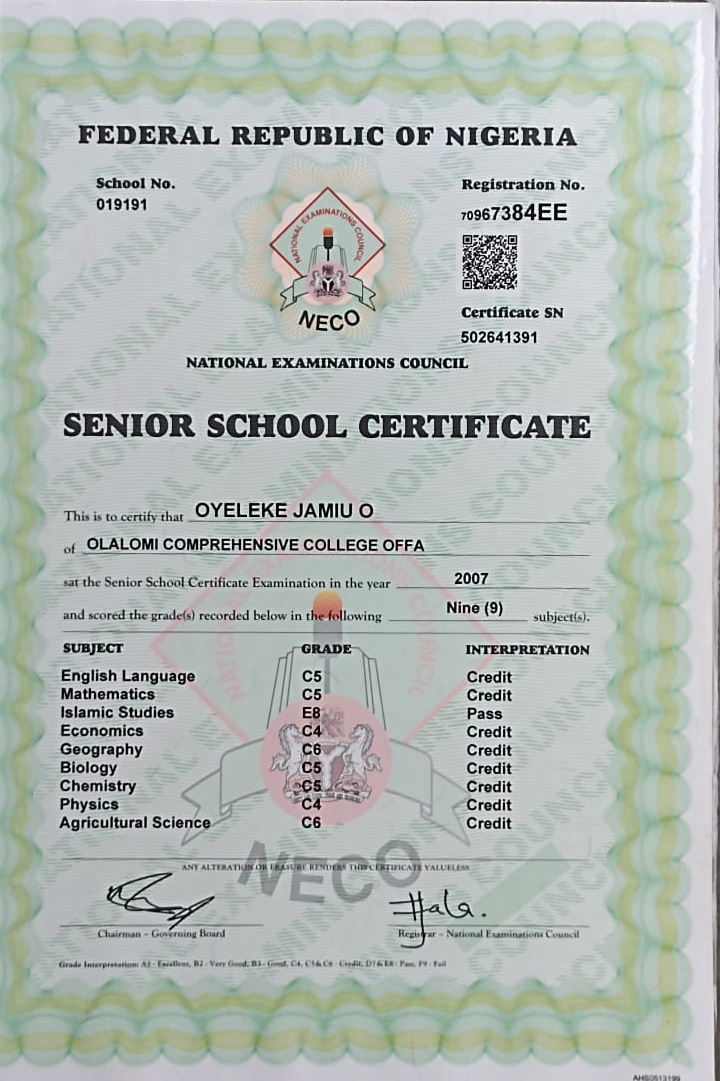 FEDERAL REPUBLIC OF NIGERIA
School No.
019191
Registration No.
70967384EE
NATIONAL EXAMINATIONS COUNCIL
NECO
Certificate SN
502641391
NATIONAL EXAMINATIONS COUNCIL
SENIOR SCHOOL CERTIFICATE
This is to certify that OYELEKE JAMIU O
of OLALOMI COMPREHENSIVE COLLEGE OFFA
sat the Senior School Certificate Examination in the year 2007
and scored the grade(s) recorded below in the following Nine (9) subject(s).
SUBJECT GRADE INTERPRETATION
English Language C5 Credit
Mathematics C5 Credit
Islamic Studies E8 Pass
Economics C4 Credit
Geography C6 Credit
Biology C5 Credit
Chemistry C5 Credit
Physics C4 Credit
Agricultural Science C6 Credit
NATIONAL EXAMINATIONS COUNCIL
NECO
ANY ALTERATION OR ERASURE RENDERS THIS CERTIFICATE VALUELESS
Chairman - Governing Board
Registrar - National Examinations Council
Grade Interpretation: A1 - Excellent, B2 - Very Good, B3 - Good, C4, C5 & C6 - Credit, D7 & E8 - Pass, F9 - Fail
AHS0513199